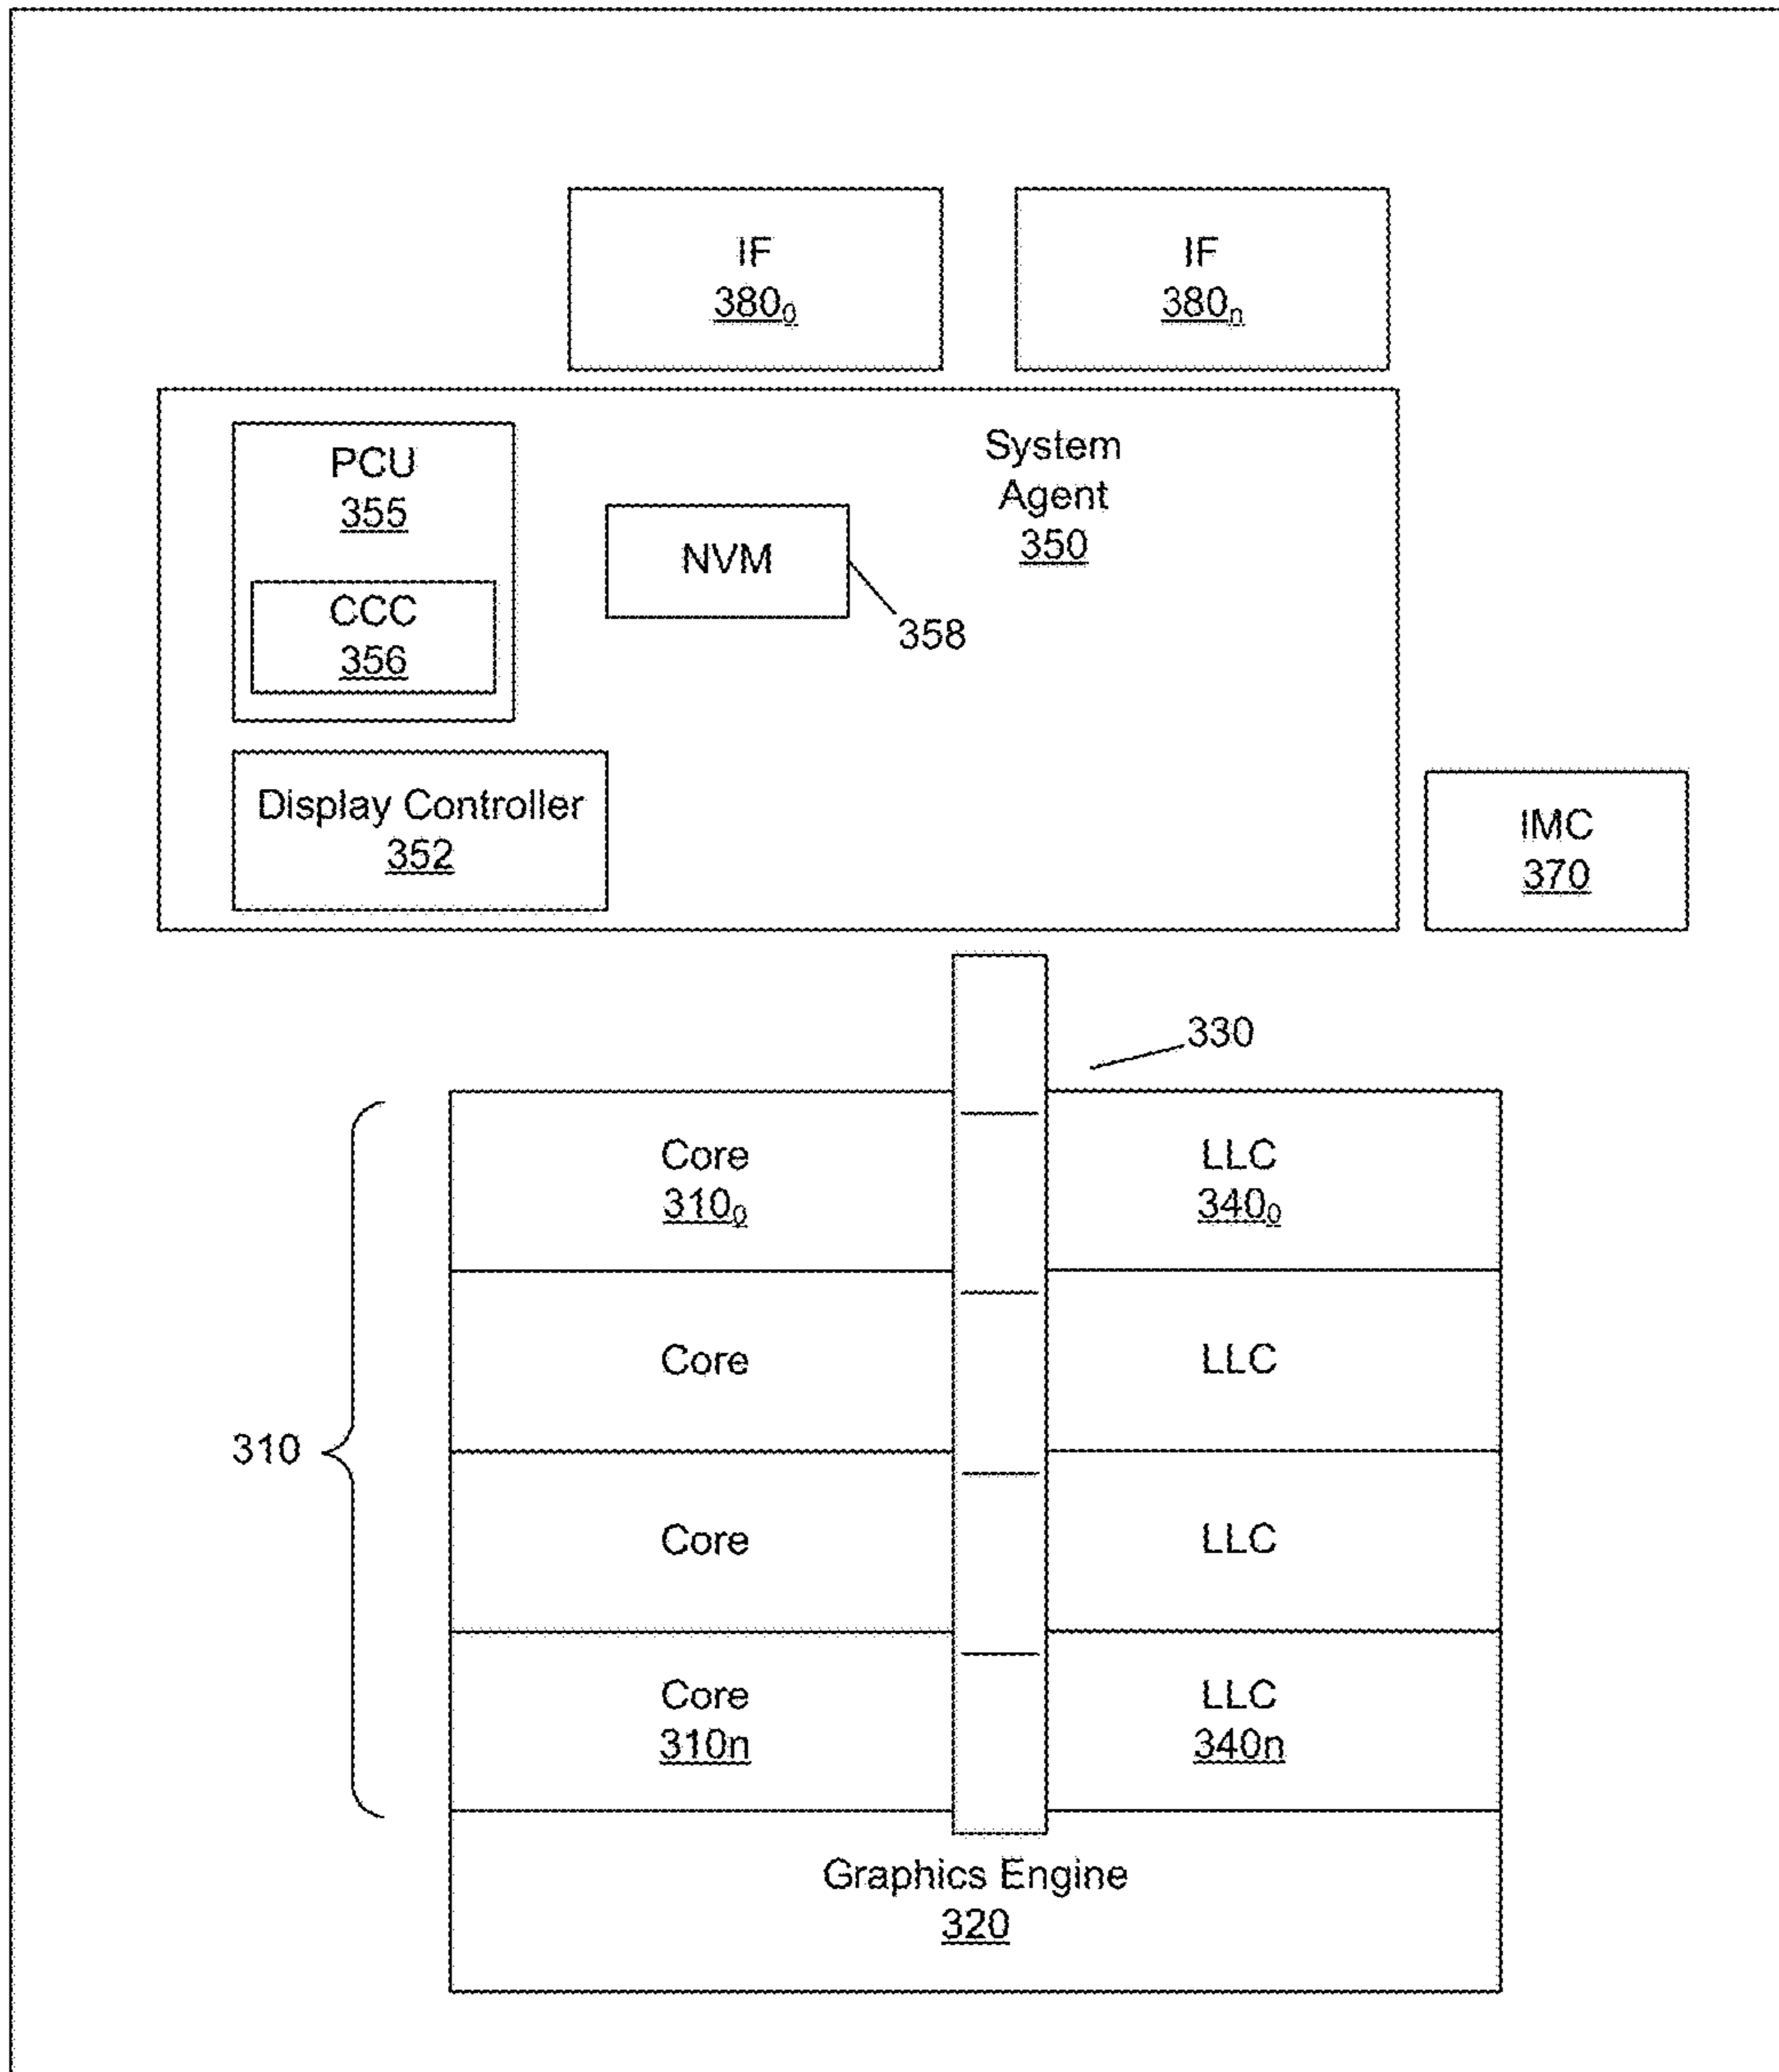 IF
380₀
IF
380ₙ
PCU
355
CCC
356
NVM
358
System
Agent
350
Display Controller
352
IMC
370
330
310
Core
310₀
LLC
340₀
Core
LLC
Core
LLC
Core
310n
LLC
340n
Graphics Engine
320